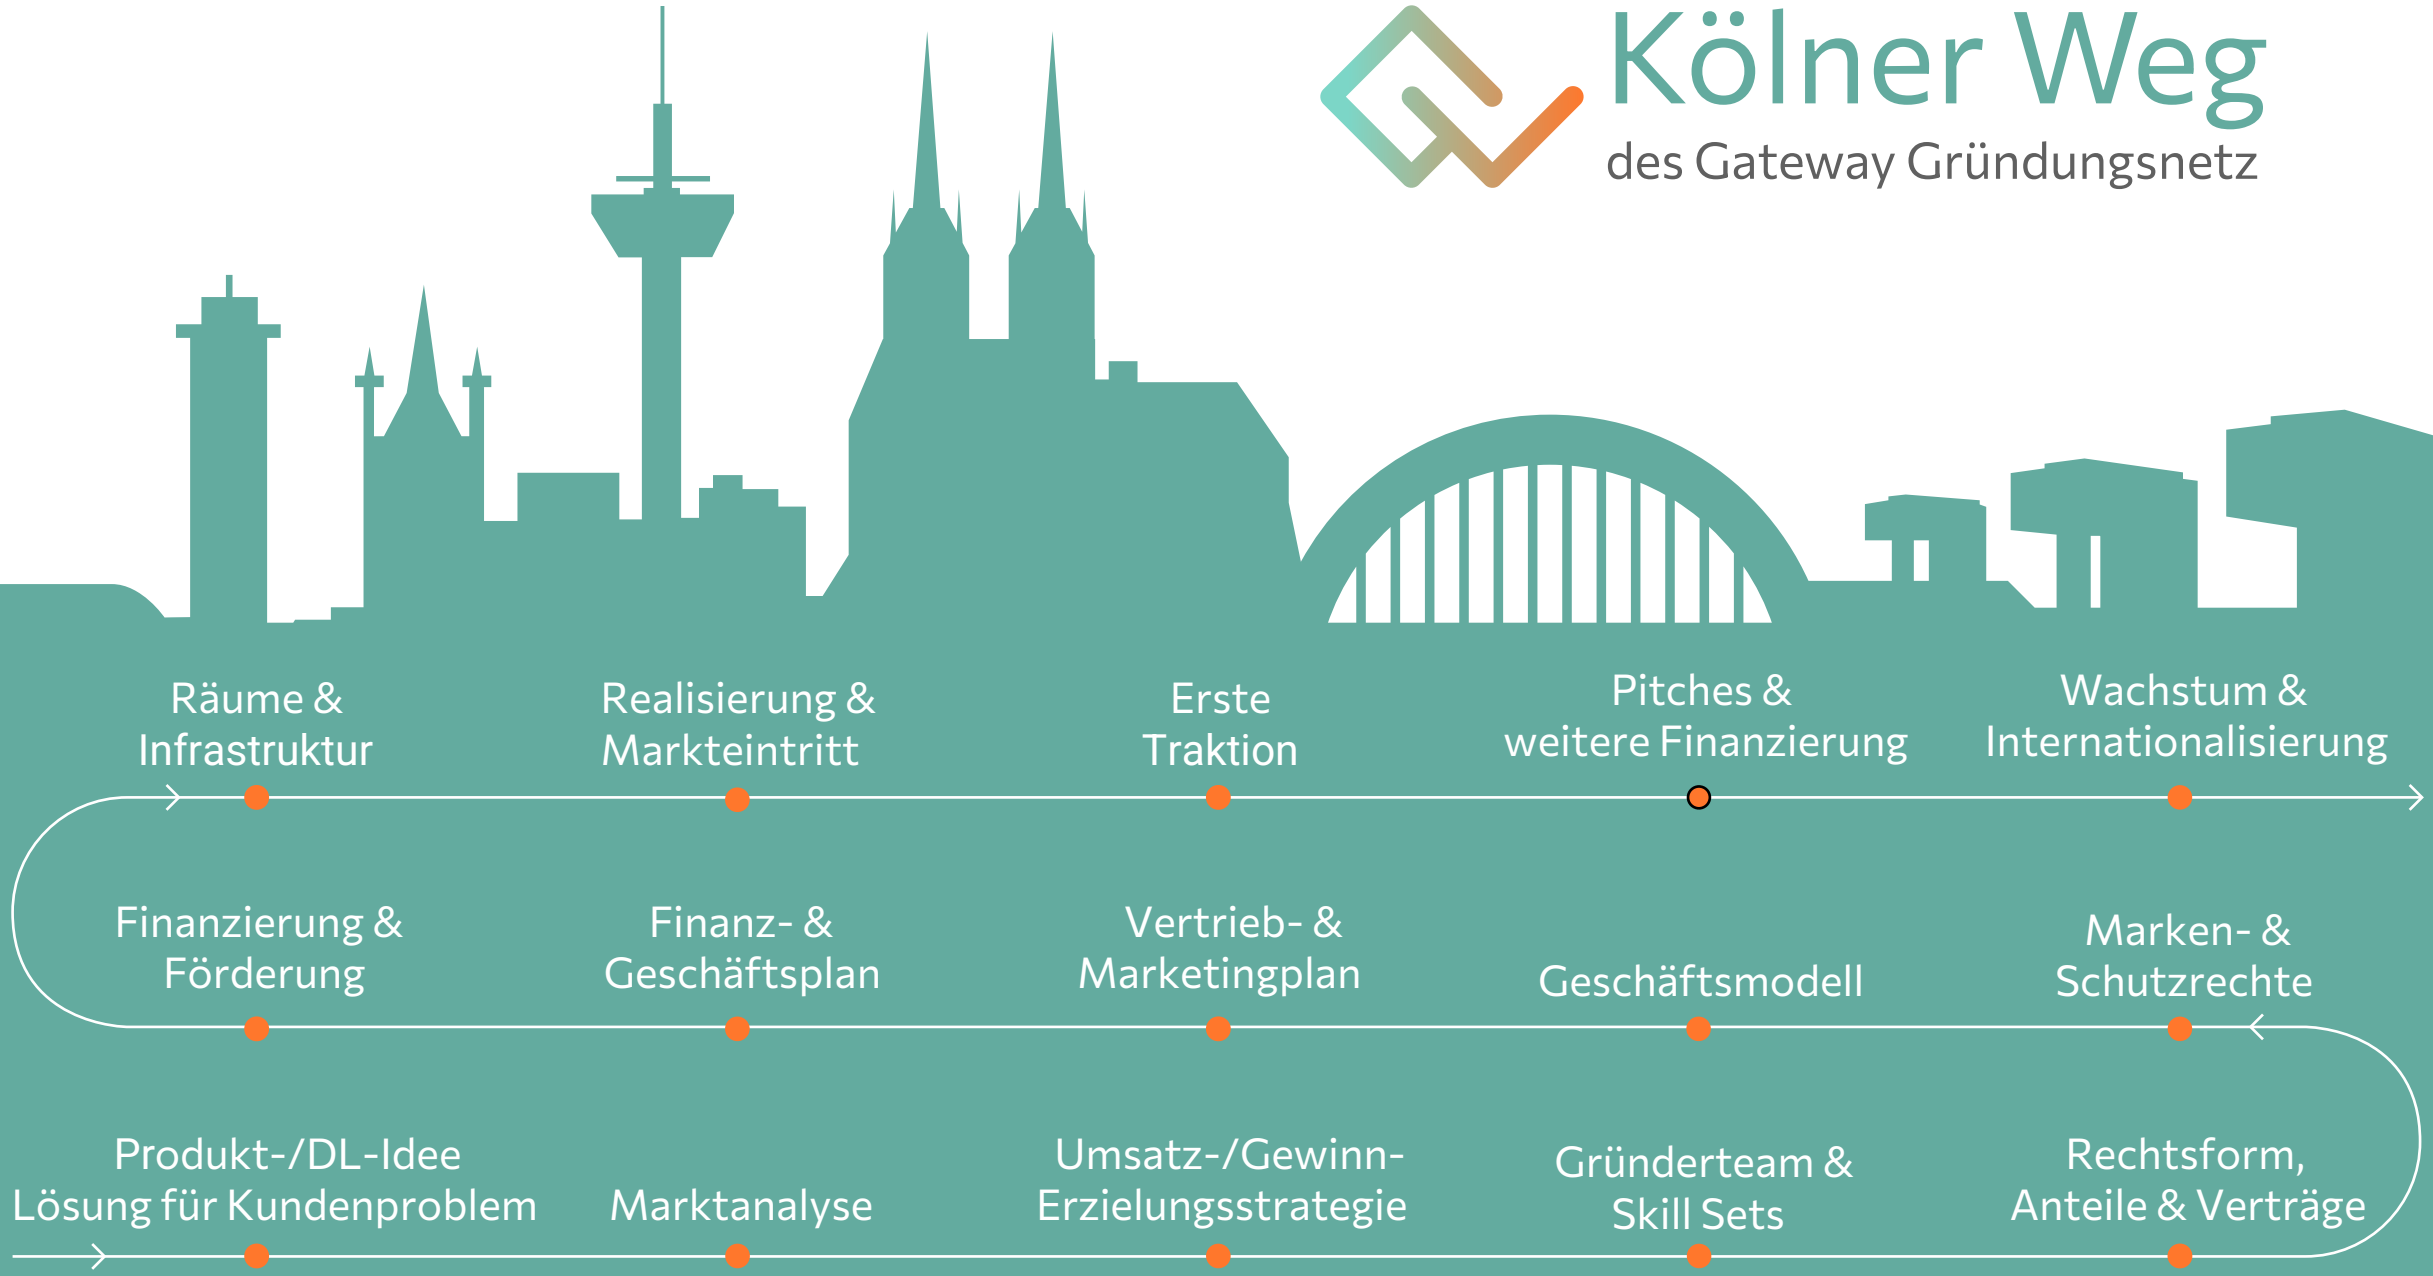 Kölner Weg
des Gateway Gründungsnetz
Räume &
Infrastruktur
Realisierung &
Markteintritt
Erste
Traktion
Pitches &
weitere Finanzierung
Wachstum &
Internationalisierung
Finanzierung &
Förderung
Finanz- &
Geschäftsplan
Vertrieb- &
Marketingplan
Geschäftsmodell
Marken- &
Schutzrechte
Produkt-/DL-Idee
Lösung für Kundenproblem
Marktanalyse
Umsatz-/Gewinn-
Erzielungsstrategie
Gründerteam &
Skill Sets
Rechtsform,
Anteile & Verträge